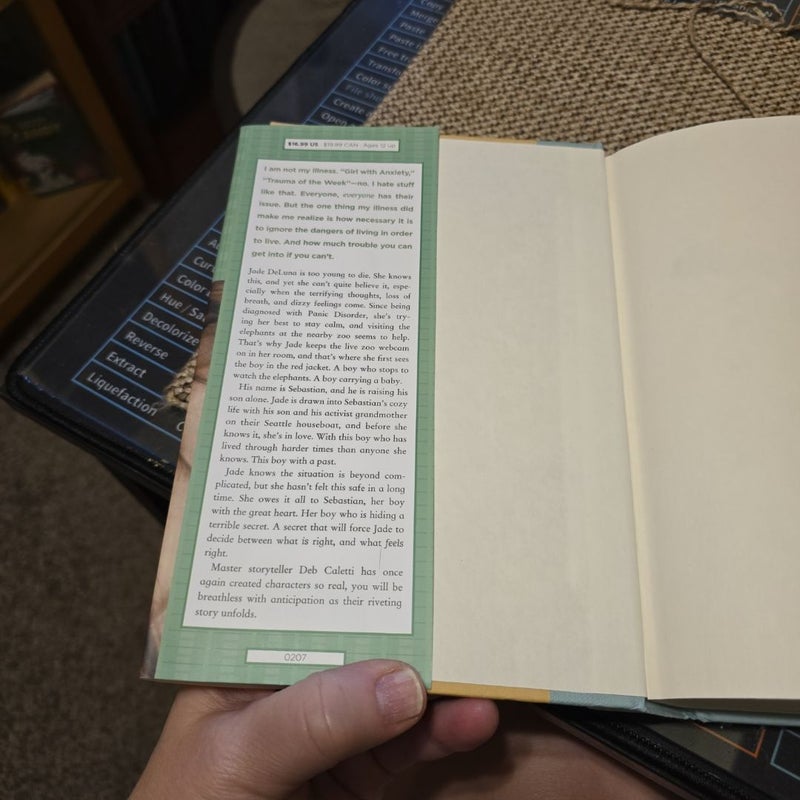 $16.99 US $19.99 CAN Ages 12 up
I am not my illness. "Girl with Anxiety,"
"Trauma of the Week"—no. I hate stuff
like that. Everyone, everyone has their
issue. But the one thing my illness did
make me realize is how necessary it is
to ignore the dangers of living in order
to live. And how much trouble you can
get into if you can't.
Jade DeLuna is too young to die. She knows
this, and yet she can't quite believe it, espe-
cially when the terrifying thoughts, loss of
breath, and dizzy feelings come. Since being
diagnosed with Panic Disorder, she's try-
ing her best to stay calm, and visiting the
elephants at the nearby zoo seems to help.
That's why Jade keeps the live zoo webcam
on in her room, and that's where she first sees
the boy in the red jacket. A boy who stops to
watch the elephants. A boy carrying a baby.
His name is Sebastian, and he is raising his
son alone. Jade is drawn into Sebastian's cozy
life with his son and his activist grandmother
on their Seattle houseboat, and before she
knows it, she's in love. With this boy who has
lived through harder times than anyone she
knows. This boy with a past.
Jade knows the situation is beyond com-
plicated, but she hasn't felt this safe in a long
time. She owes it all to Sebastian, her boy
with the great heart. Her boy who is hiding a
terrible secret. A secret that will force Jade to
decide between what is right, and what feels
right.
Master storyteller Deb Caletti has once
again created characters so real, you will be
breathless with anticipation as their riveting
story unfolds.
0207
Copy
Merge
Paste
Paste
Free
Color
File
Create
Open
Color
Hue / Sa
Decolorize
Reverse
Extract
Liquefaction